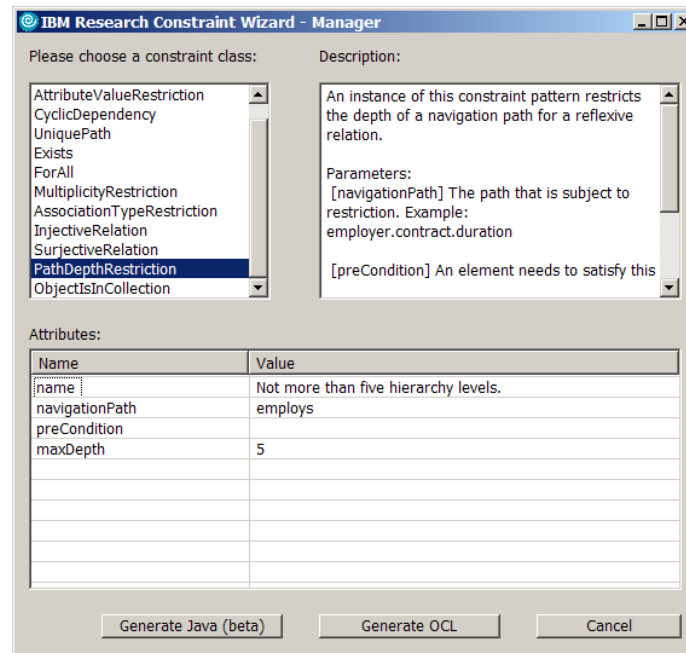 IBM Research Constraint Wizard - Manager
Please choose a constraint class:
Description:
AttributeValueRestriction
CyclicDependency
UniquePath
Exists
ForAll
MultiplicityRestriction
AssociationTypeRestriction
InjectiveRelation
SurjectiveRelation
PathDepthRestriction
ObjectIsInCollection
An instance of this constraint pattern restricts
the depth of a navigation path for a reflexive
relation.
Parameters:
[navigationPath] The path that is subject to
restriction. Example:
employer.contract.duration
[preCondition] An element needs to satisfy this
Attributes:
Name Value
name Not more than five hierarchy levels.
navigationPath employs
preCondition
maxDepth 5
Generate Java (beta) Generate OCL Cancel